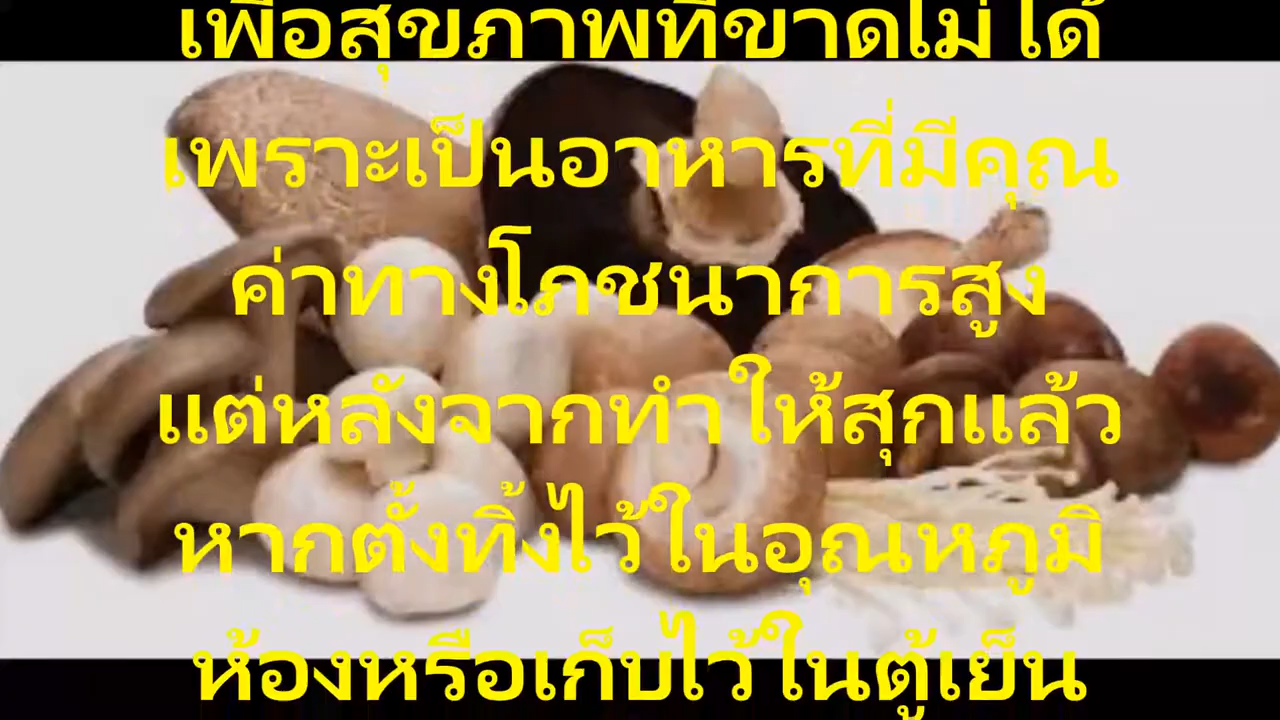 เพื่อสุขภาพที่ขาดไม่ได้
เพราะเป็นอาหารที่มีคุณ
ค่าทางโภชนาการสูง
แต่หลังจากทำให้สุกแล้ว
หากตั้งทิ้งไว้ในอุณหภูมิ
ห้องหรือเก็บไว้ในตู้เย็น